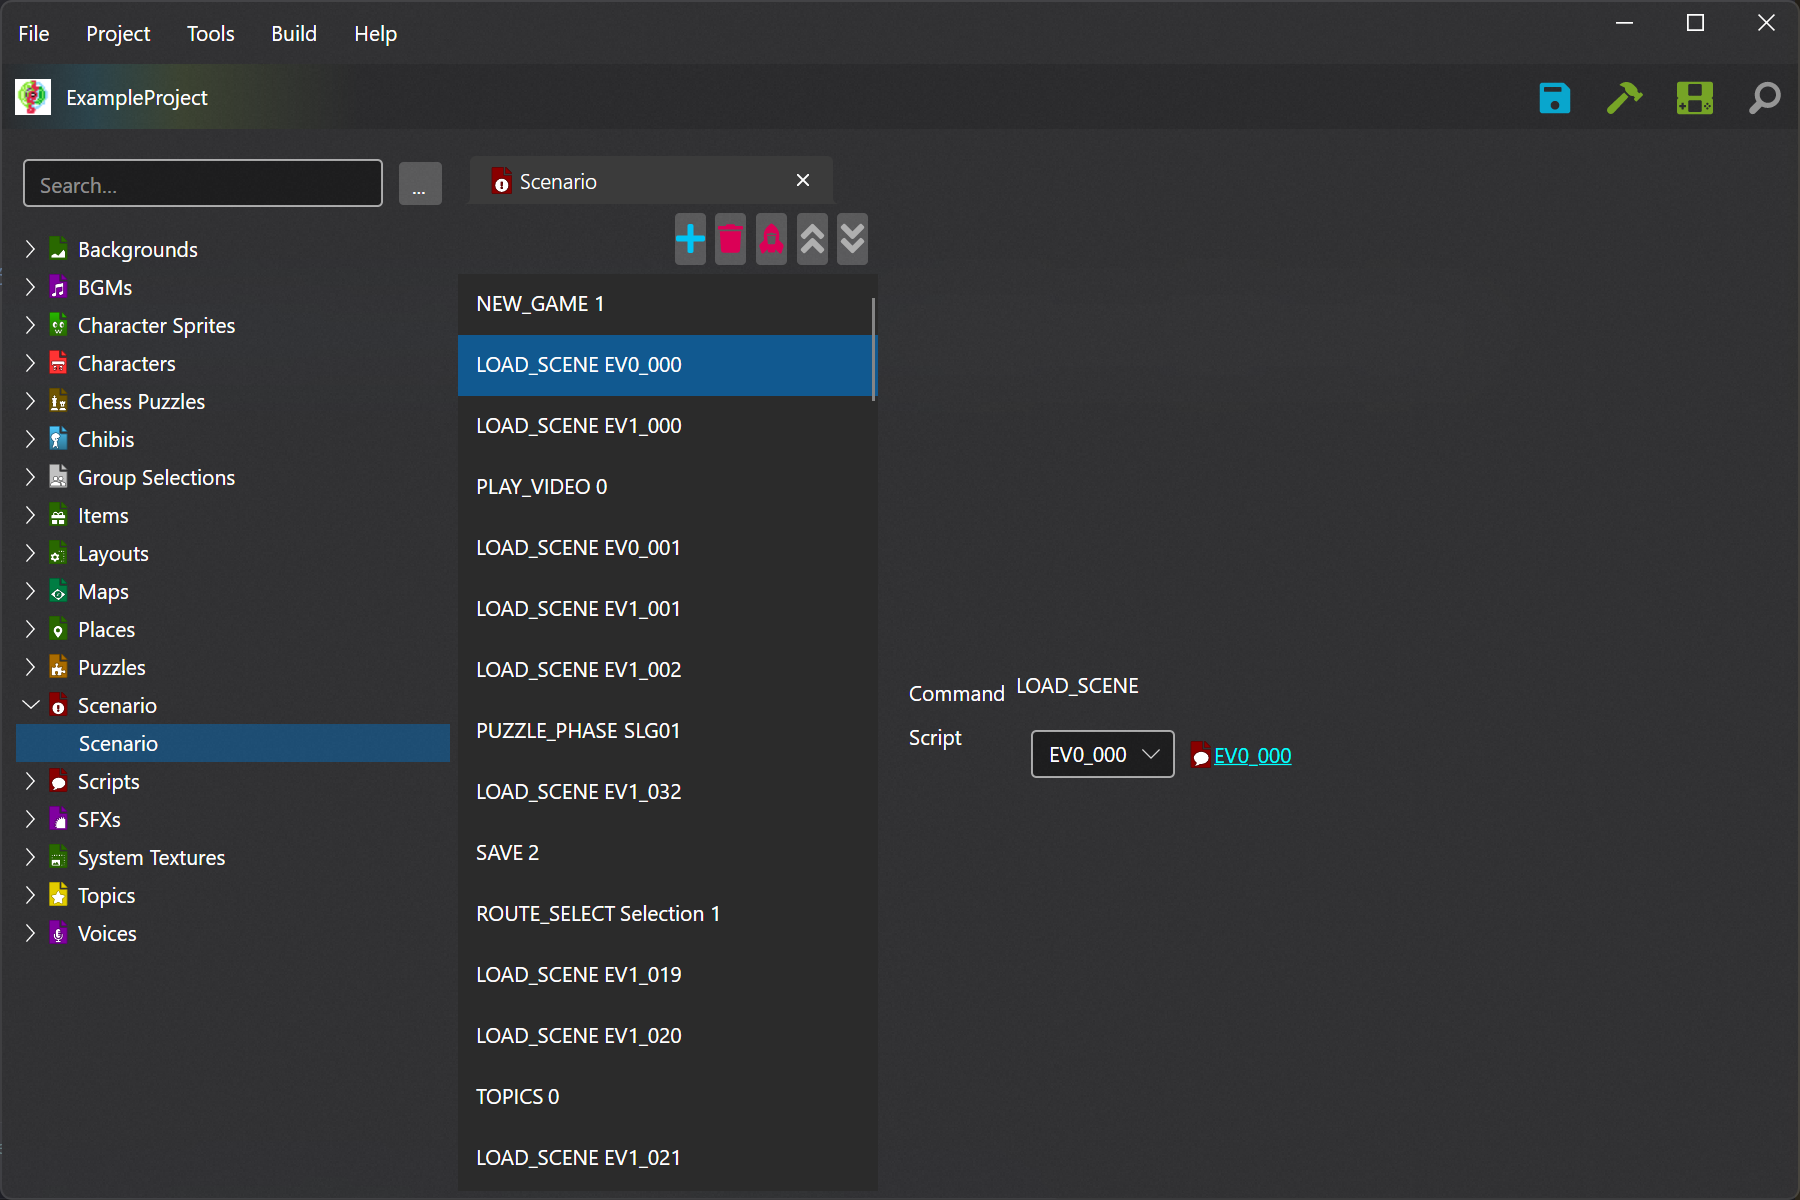 File Project Tools Build Help
ExampleProject
Search...
...
Backgrounds
BGMs
Character Sprites
Characters
Chess Puzzles
Chibis
Group Selections
Items
Layouts
Maps
Places
Puzzles
Scenario
Scenario
Scripts
SFXs
System Textures
Topics
Voices
Scenario
NEW_GAME 1
LOAD_SCENE EV0_000
LOAD_SCENE EV1_000
PLAY_VIDEO 0
LOAD_SCENE EV0_001
LOAD_SCENE EV1_001
LOAD_SCENE EV1_002
PUZZLE_PHASE SLG01
LOAD_SCENE EV1_032
SAVE 2
ROUTE_SELECT Selection 1
LOAD_SCENE EV1_019
LOAD_SCENE EV1_020
TOPICS 0
LOAD_SCENE EV1_021
Command LOAD_SCENE
Script EV0_000 EV0_000